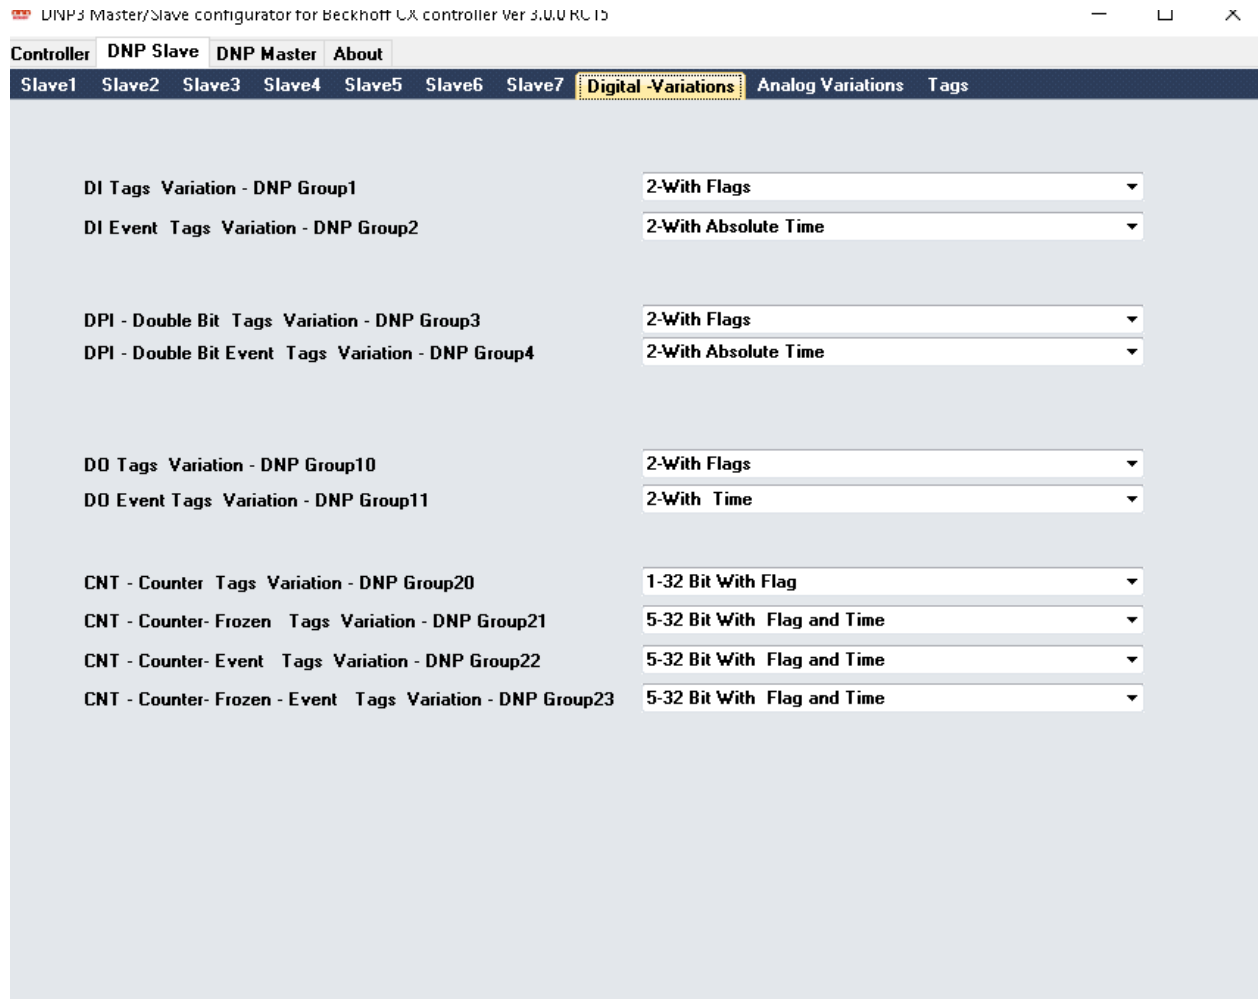 DNP3 Master/Slave configurator for Beckhoff CX controller Ver 3.0.0 RC15
Controller DNP Slave DNP Master About
Slave1 Slave2 Slave3 Slave4 Slave5 Slave6 Slave7 Digital -Variations Analog Variations Tags
DI Tags Variation - DNP Group1 2-With Flags
DI Event Tags Variation - DNP Group2 2-With Absolute Time
DPI - Double Bit Tags Variation - DNP Group3 2-With Flags
DPI - Double Bit Event Tags Variation - DNP Group4 2-With Absolute Time
DO Tags Variation - DNP Group10 2-With Flags
DO Event Tags Variation - DNP Group11 2-With Time
CNT - Counter Tags Variation - DNP Group20 1-32 Bit With Flag
CNT - Counter- Frozen Tags Variation - DNP Group21 5-32 Bit With Flag and Time
CNT - Counter- Event Tags Variation - DNP Group22 5-32 Bit With Flag and Time
CNT - Counter- Frozen - Event Tags Variation - DNP Group23 5-32 Bit With Flag and Time